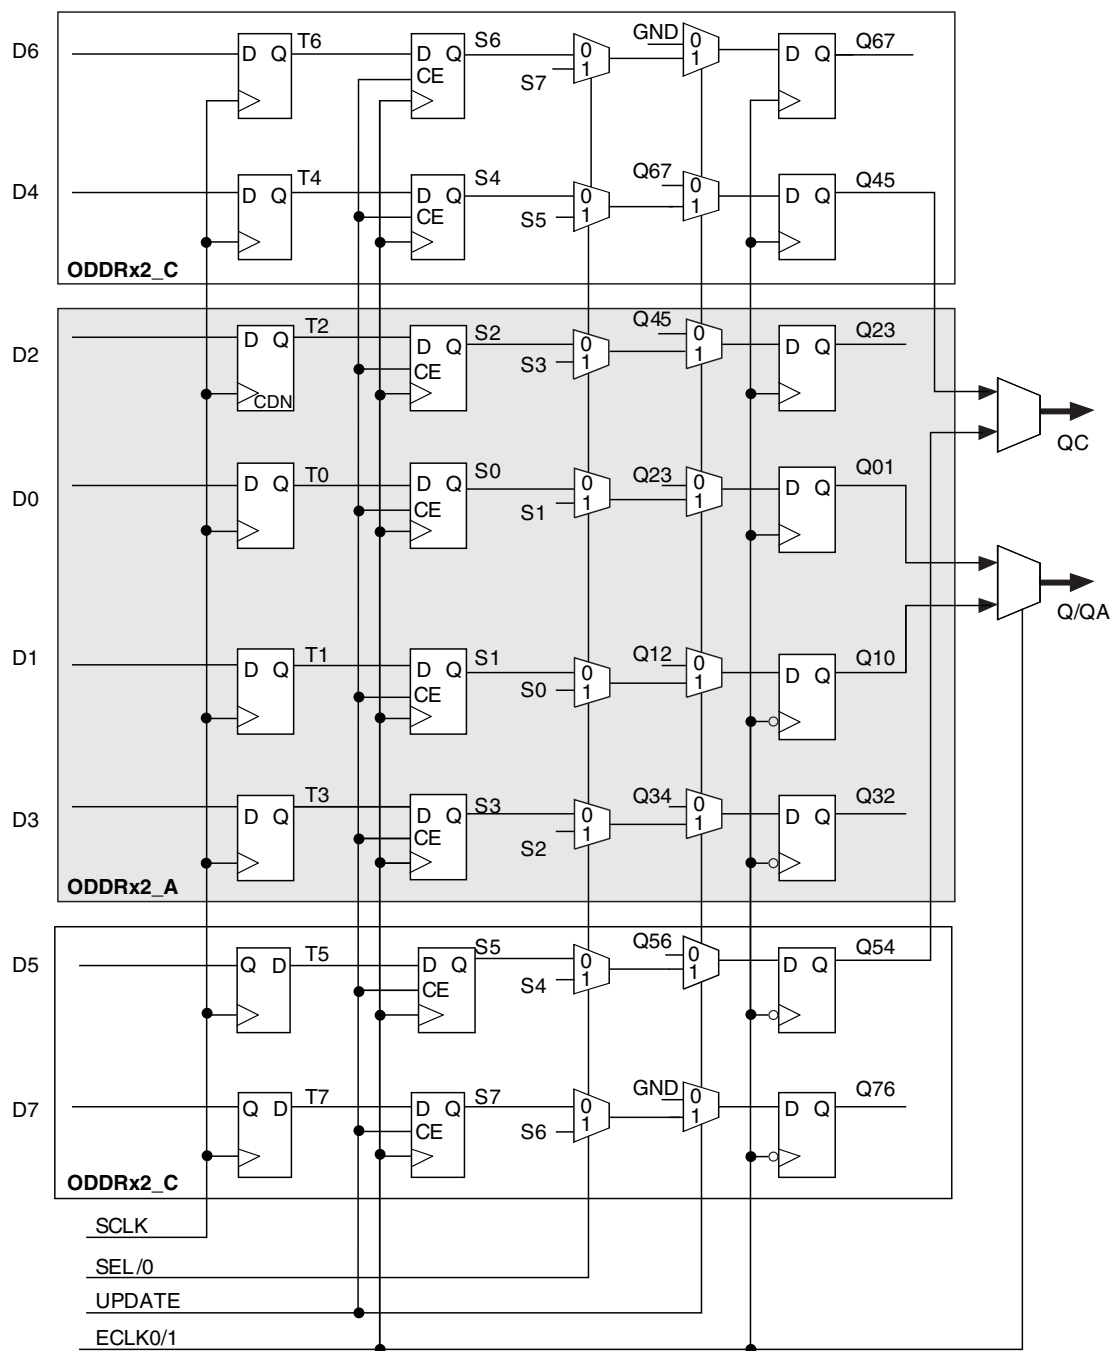 D6 D Q T6 D Q CE S6 0 1 S7 GND 0 1 D Q Q67
D4 D Q T4 D Q CE S4 0 1 S5 Q67 0 1 D Q Q45
ODDRx2_C
D2 D Q CDN T2 D Q CE S2 0 1 S3 Q45 0 1 D Q Q23
QC
D0 D Q T0 D Q CE S0 0 1 S1 Q23 0 1 D Q Q01
Q/QA
D1 D Q T1 D Q CE S1 0 1 S0 Q12 0 1 D Q Q10
D3 D Q T3 D Q CE S3 0 1 S2 Q34 0 1 D Q Q32
ODDRx2_A
D5 Q D T5 D Q CE S5 0 1 S4 Q56 0 1 D Q Q54
D7 Q D T7 D Q CE S7 0 1 S6 GND 0 1 D Q Q76
ODDRx2_C
SCLK
SEL/0
UPDATE
ECLK0/1